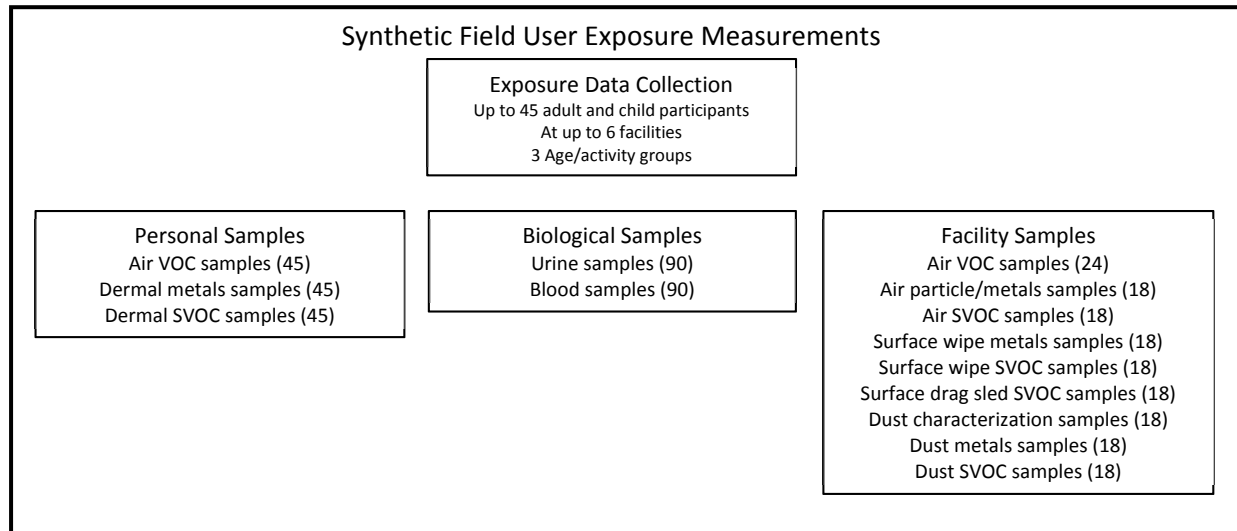 Synthetic Field User Exposure Measurements
Exposure Data Collection
Up to 45 adult and child participants
At up to 6 facilities
3 Age/activity groups
Personal Samples
Air VOC samples (45)
Dermal metals samples (45)
Dermal SVOC samples (45)
Biological Samples
Urine samples (90)
Blood samples (90)
Facility Samples
Air VOC samples (24)
Air particle/metals samples (18)
Air SVOC samples (18)
Surface wipe metals samples (18)
Surface wipe SVOC samples (18)
Surface drag sled SVOC samples (18)
Dust characterization samples (18)
Dust metals samples (18)
Dust SVOC samples (18)